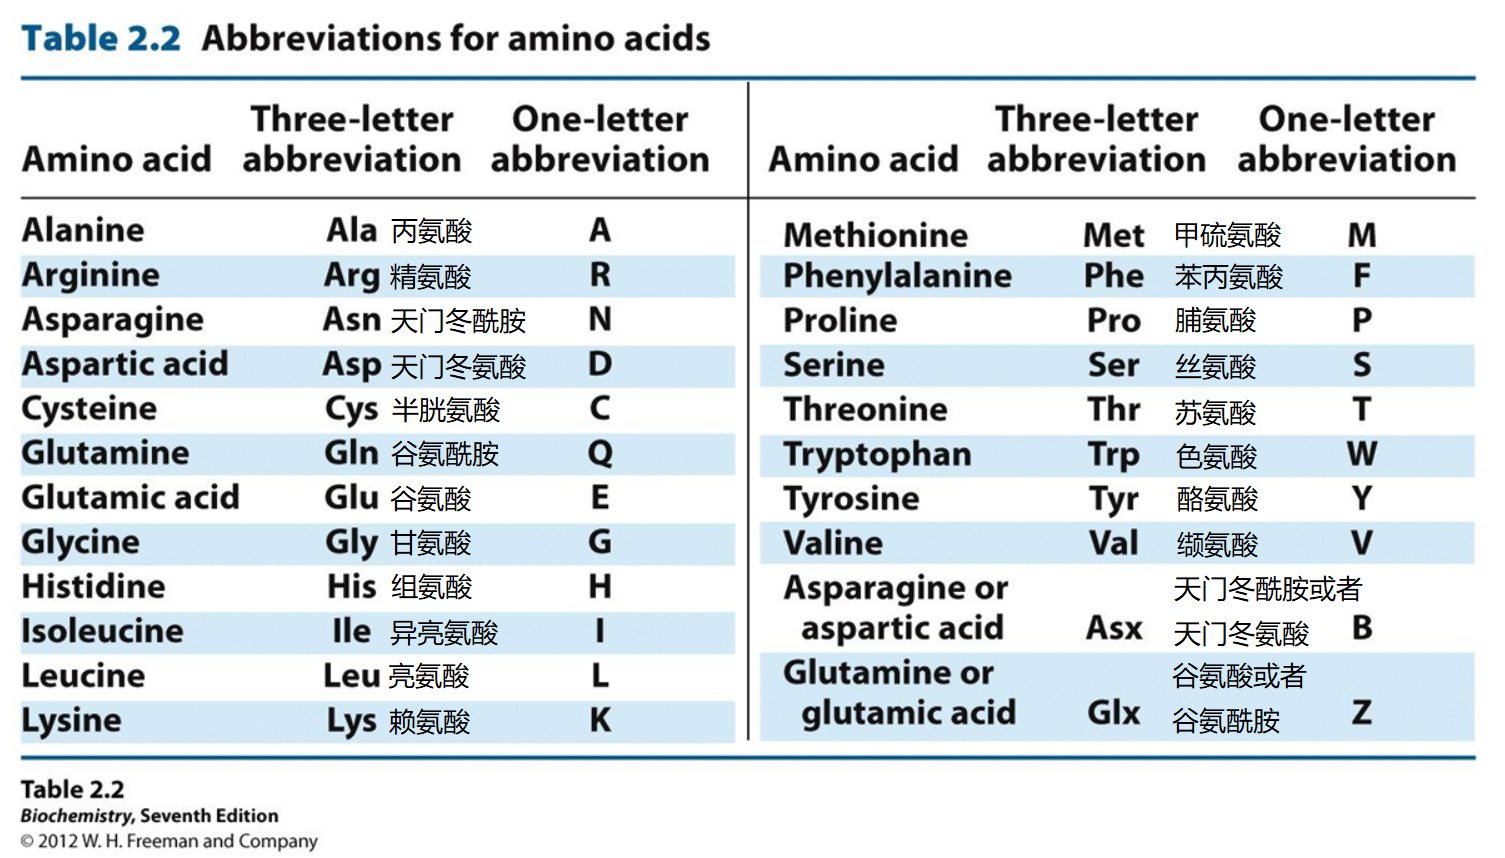 Table 2.2 Abbreviations for amino acids
Amino acid Three-letter abbreviation One-letter abbreviation
Alanine Ala 丙氨酸 A
Arginine Arg 精氨酸 R
Asparagine Asn 天门冬酰胺 N
Aspartic acid Asp 天门冬氨酸 D
Cysteine Cys 半胱氨酸 C
Glutamine Gln 谷氨酰胺 Q
Glutamic acid Glu 谷氨酸 E
Glycine Gly 甘氨酸 G
Histidine His 组氨酸 H
Isoleucine Ile 异亮氨酸 I
Leucine Leu 亮氨酸 L
Lysine Lys 赖氨酸 K
Amino acid Three-letter abbreviation One-letter abbreviation
Methionine Met 甲硫氨酸 M
Phenylalanine Phe 苯丙氨酸 F
Proline Pro 脯氨酸 P
Serine Ser 丝氨酸 S
Threonine Thr 苏氨酸 T
Tryptophan Trp 色氨酸 W
Tyrosine Tyr 酪氨酸 Y
Valine Val 缬氨酸 V
Asparagine or 天门冬酰胺或者
aspartic acid Asx 天门冬氨酸 B
Glutamine or 谷氨酸或者
glutamic acid Glx 谷氨酰胺 Z
Table 2.2
Biochemistry, Seventh Edition
© 2012 W. H. Freeman and Company